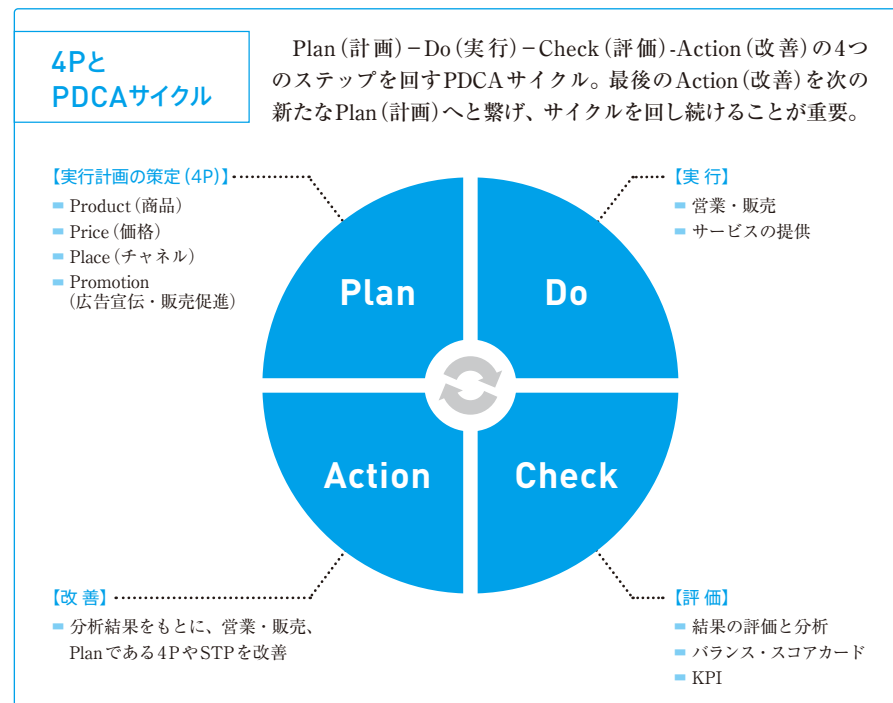 4Pと
PDCAサイクル
Plan（計画）−Do（実行）−Check（評価）-Action（改善）の4つ
のステップを回すPDCAサイクル。最後のAction（改善）を次の
新たなPlan（計画）へと繋げ、サイクルを回し続けることが重要。
【実行計画の策定（4P）】
Product（商品）
Price（価格）
Place（チャネル）
Promotion
（広告宣伝・販売促進）
【実 行】
営業・販売
サービスの提供
Plan
Do
Action
Check
【改 善】
分析結果をもとに、営業・販売、
Planである4PやSTPを改善
【評 価】
結果の評価と分析
バランス・スコアカード
KPI